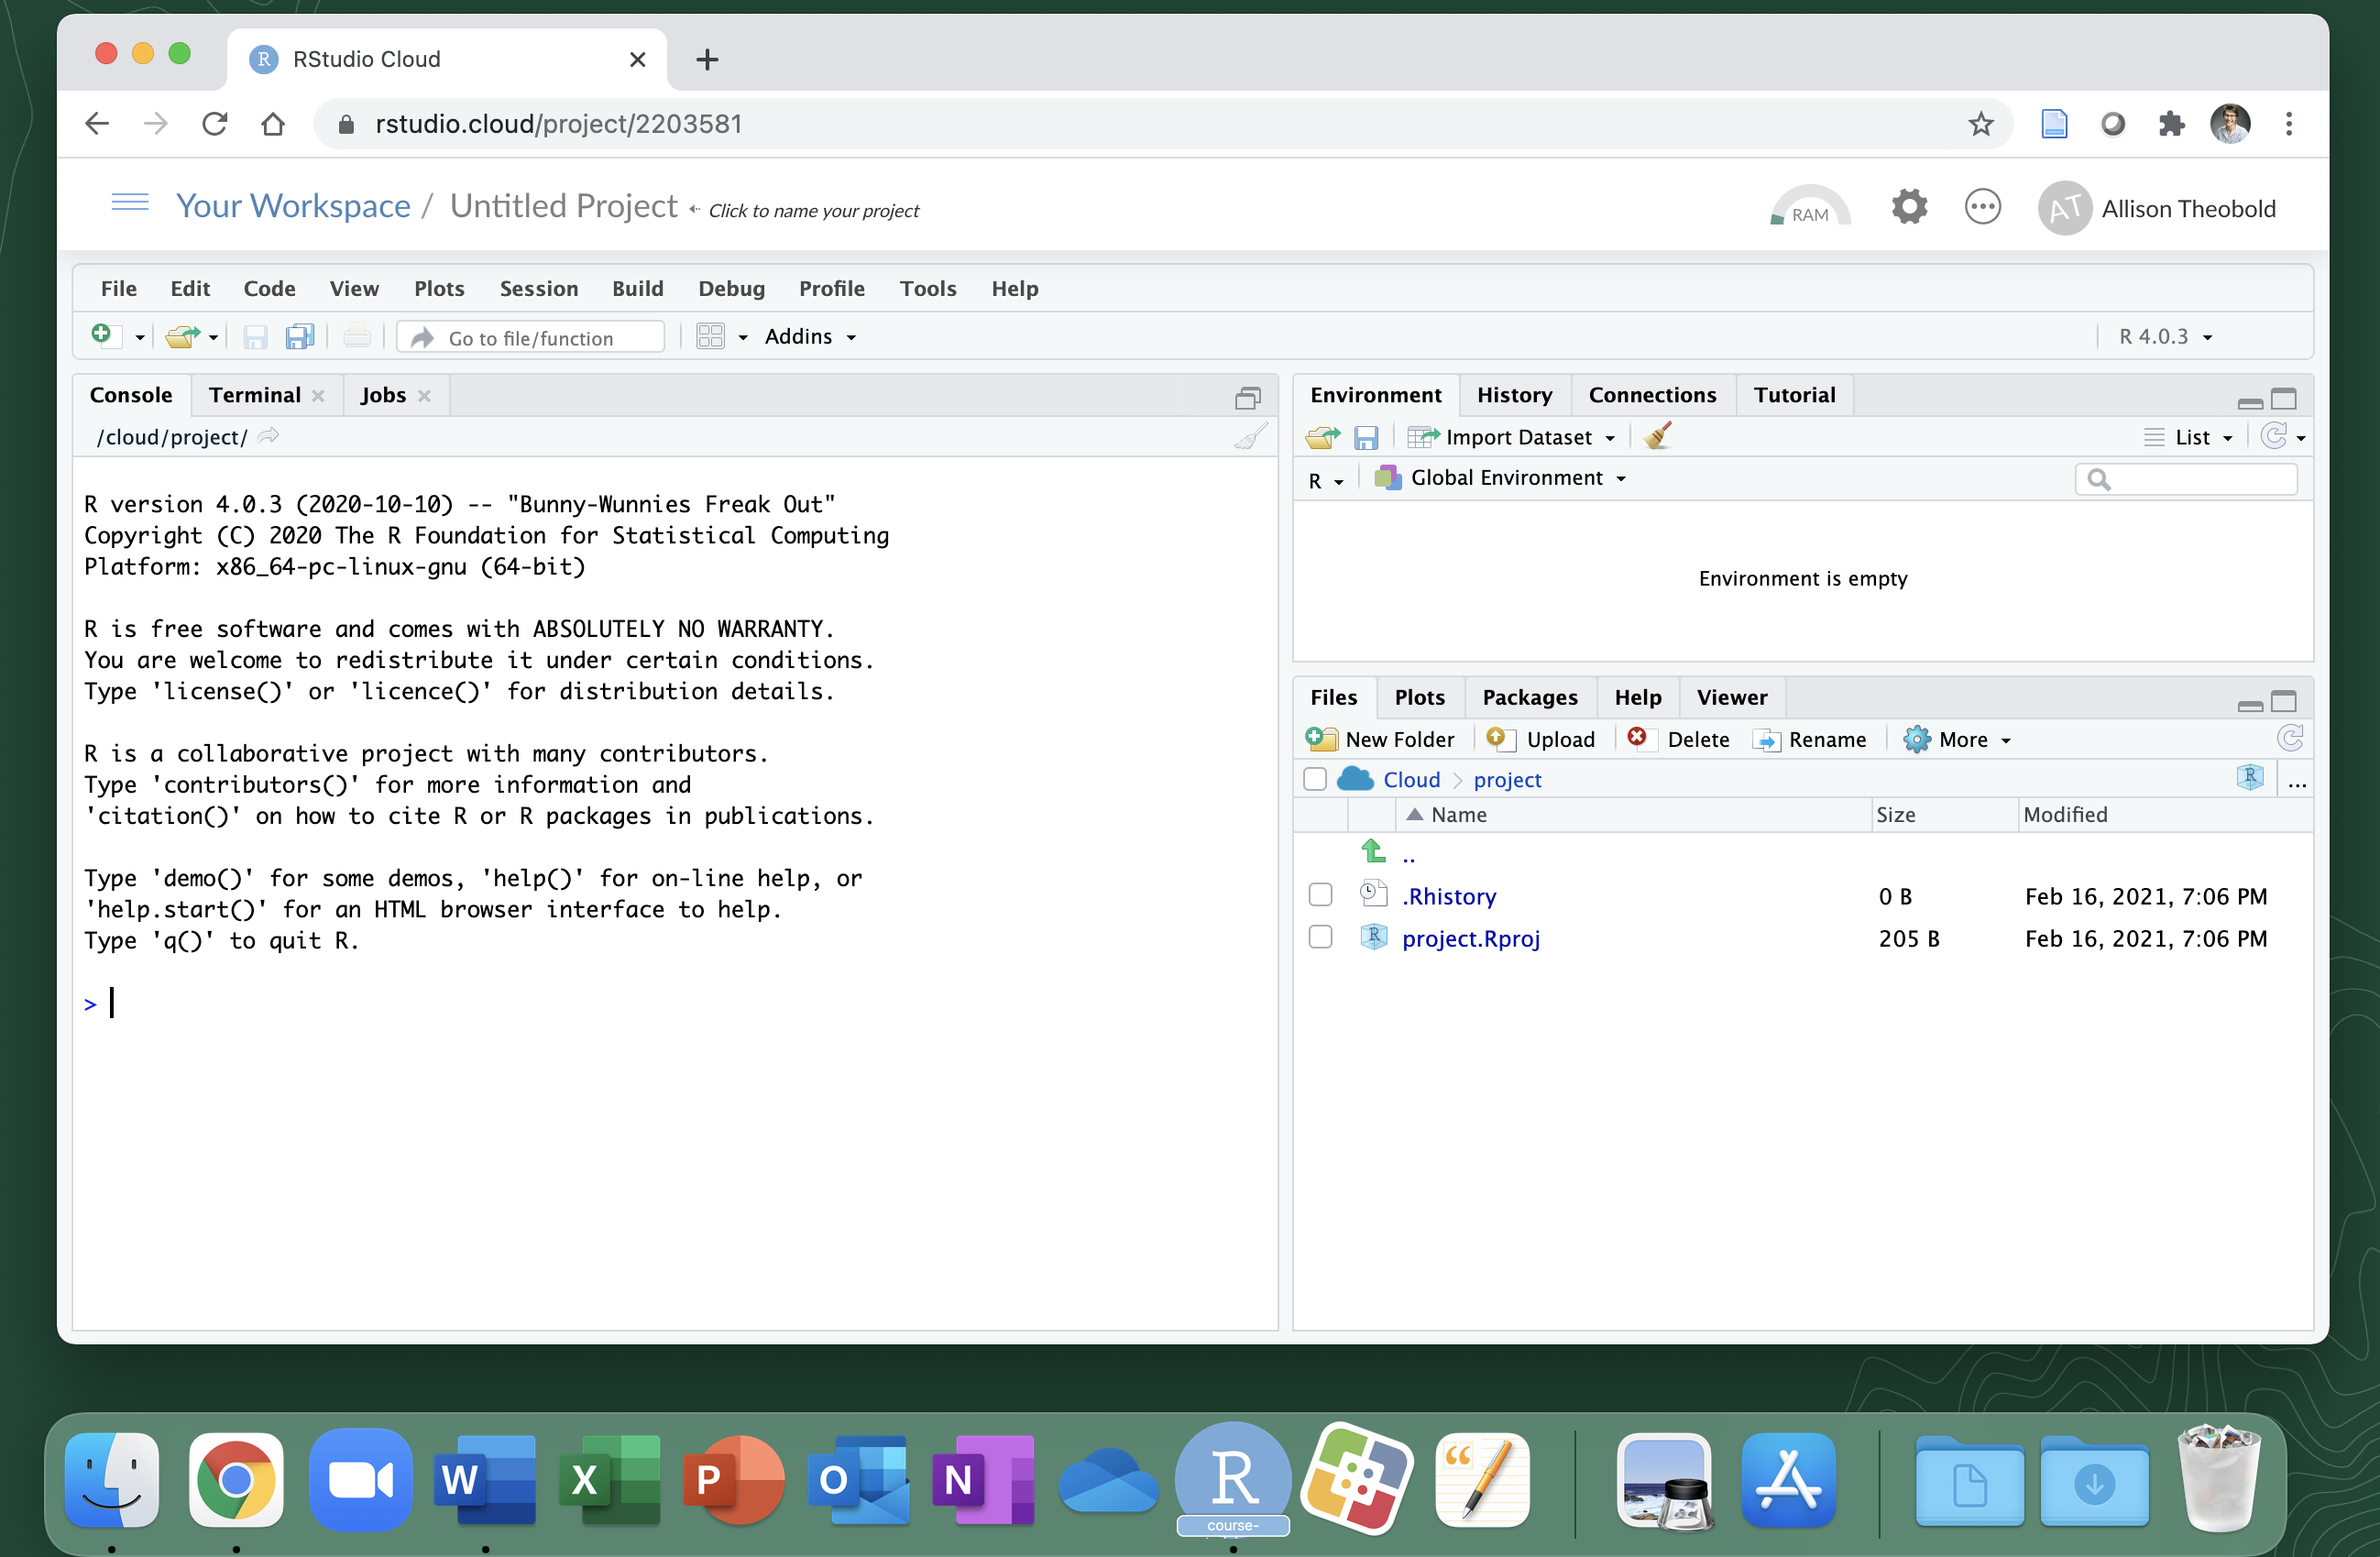 RStudio Cloud
rstudio.cloud/project/2203581
Your Workspace / Untitled Project Click to name your project
RAM AT Allison Theobold
File Edit Code View Plots Session Build Debug Profile Tools Help
Go to file/function Addins R 4.0.3
Console Terminal Jobs
/cloud/project/
R version 4.0.3 (2020-10-10) -- "Bunny-Wunnies Freak Out"
Copyright (C) 2020 The R Foundation for Statistical Computing
Platform: x86_64-pc-linux-gnu (64-bit)
R is free software and comes with ABSOLUTELY NO WARRANTY.
You are welcome to redistribute it under certain conditions.
Type 'license()' or 'licence()' for distribution details.
R is a collaborative project with many contributors.
Type 'contributors()' for more information and
'citation()' on how to cite R or R packages in publications.
Type 'demo()' for some demos, 'help()' for on-line help, or
'help.start()' for an HTML browser interface to help.
Type 'q()' to quit R.
>
Environment History Connections Tutorial
Import Dataset List
R Global Environment
Environment is empty
Files Plots Packages Help Viewer
New Folder Upload Delete Rename More
Cloud > project R ...
Name Size Modified
..
.Rhistory 0 B Feb 16, 2021, 7:06 PM
project.Rproj 205 B Feb 16, 2021, 7:06 PM
W X P O N R
course-